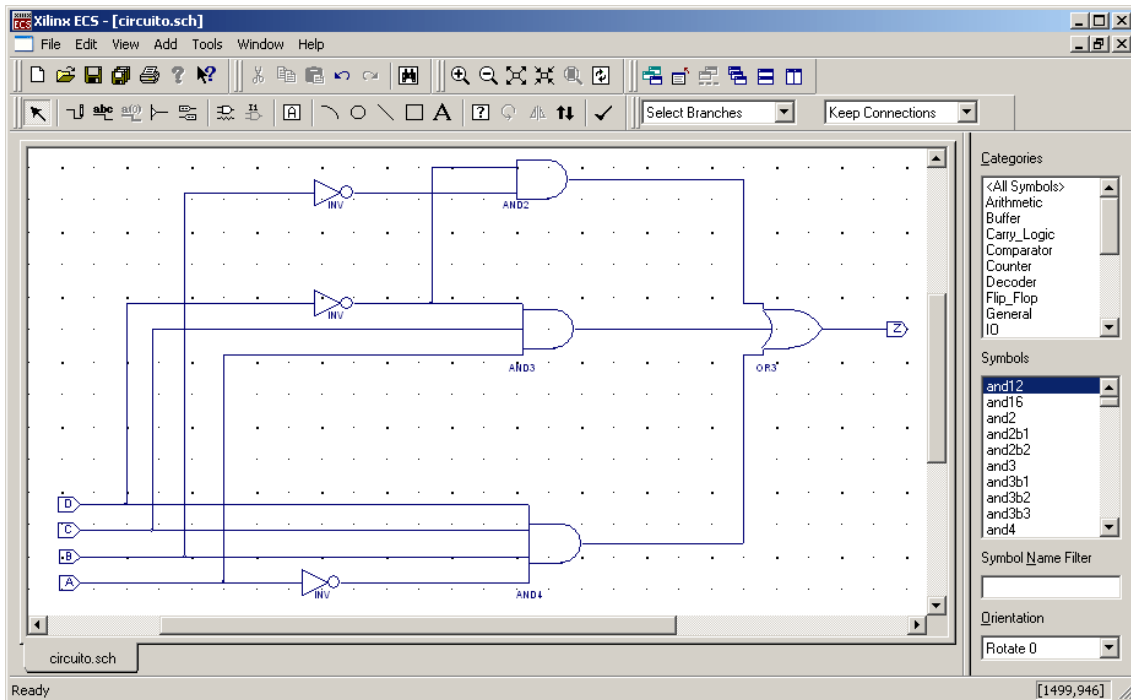 Xilinx ECS - [circuito.sch]
File Edit View Add Tools Window Help
Select Branches
Keep Connections
INV
AND2
INV
AND3
Z
OR3
D
C
B
A
INV
AND4
circuito.sch
Categories
<All Symbols>
Arithmetic
Buffer
Carry_Logic
Comparator
Counter
Decoder
Flip_Flop
General
IO
Symbols
and12
and16
and2
and2b1
and2b2
and3
and3b1
and3b2
and3b3
and4
Symbol Name Filter
Orientation
Rotate 0
Ready
[1499,946]